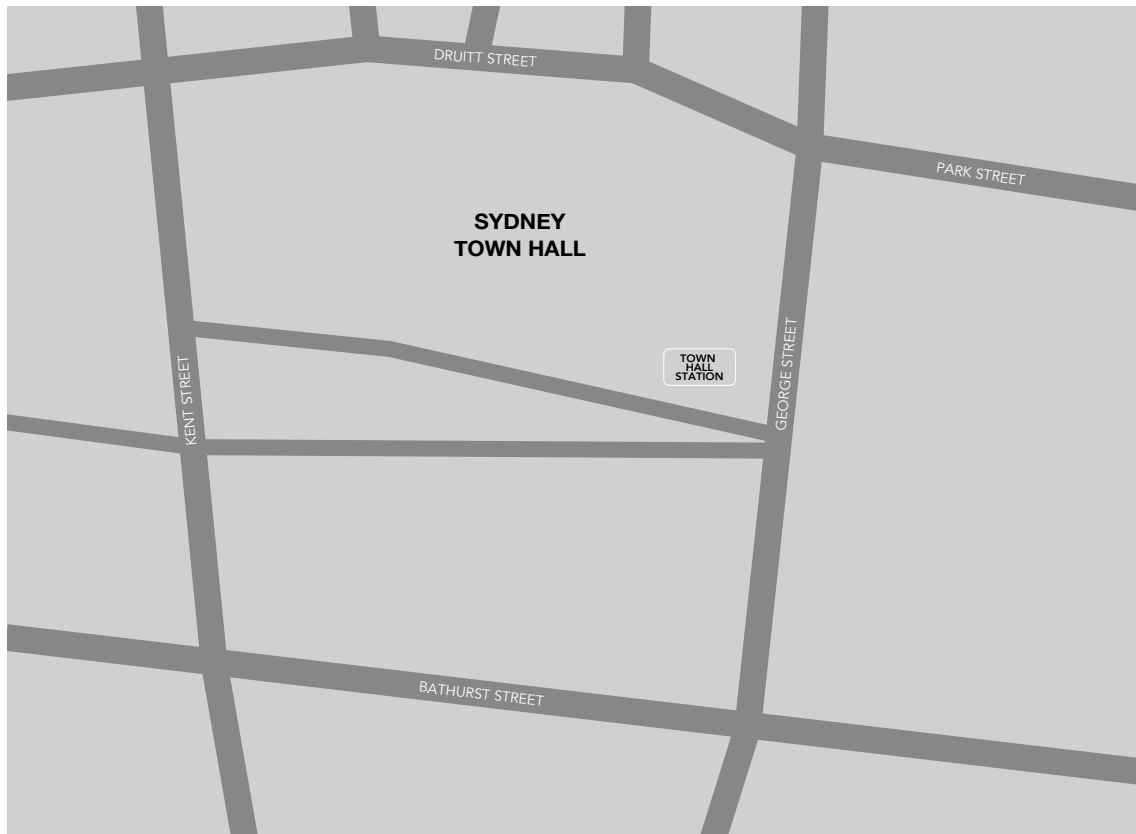 DRUITT STREET
PARK STREET
SYDNEY
TOWN HALL
TOWN
HALL
STATION
GEORGE STREET
KENT STREET
BATHURST STREET